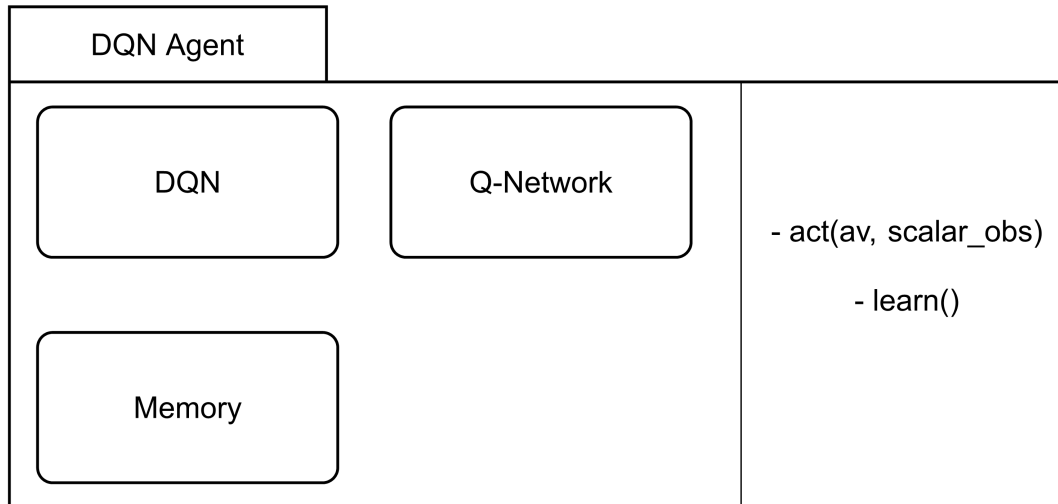 DQN Agent
DQN
Q-Network
Memory
- act(av, scalar_obs)
- learn()